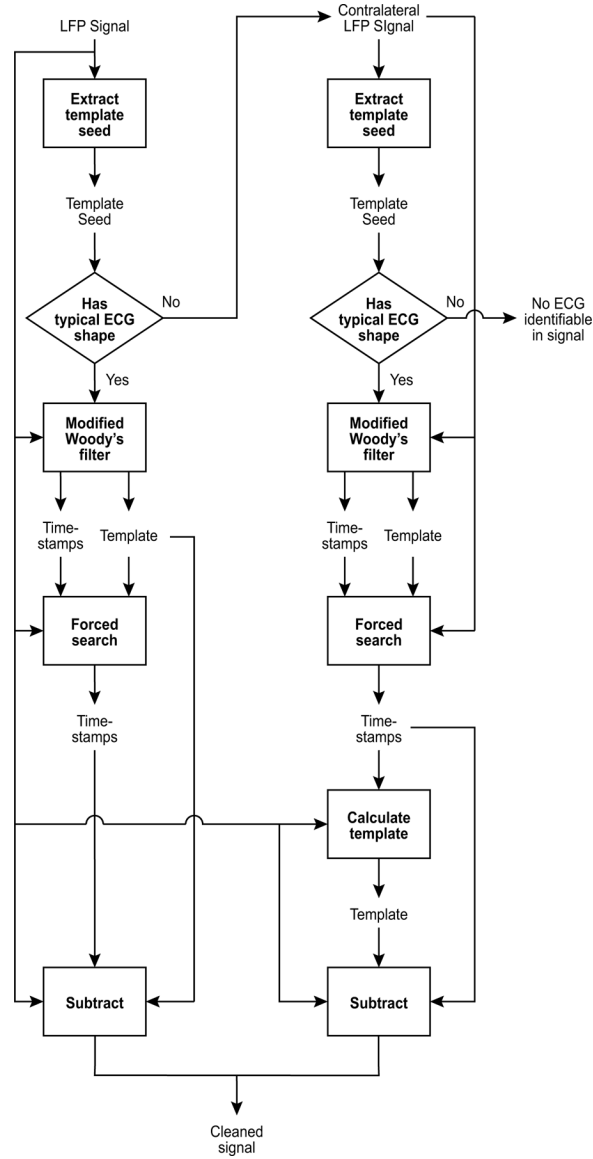 LFP Signal
Extract
template
seed
Template
Seed
Has
typical ECG
shape
No
Yes
Modified
Woody's
filter
Time-
stamps
Template
Forced
search
Time-
stamps
Subtract
Contralateral
LFP SIgnal
Extract
template
seed
Template
Seed
Has
typical ECG
shape
No
No ECG
identifiable
in signal
Yes
Modified
Woody's
filter
Time-
stamps
Template
Forced
search
Time-
stamps
Calculate
template
Template
Subtract
Cleaned
signal